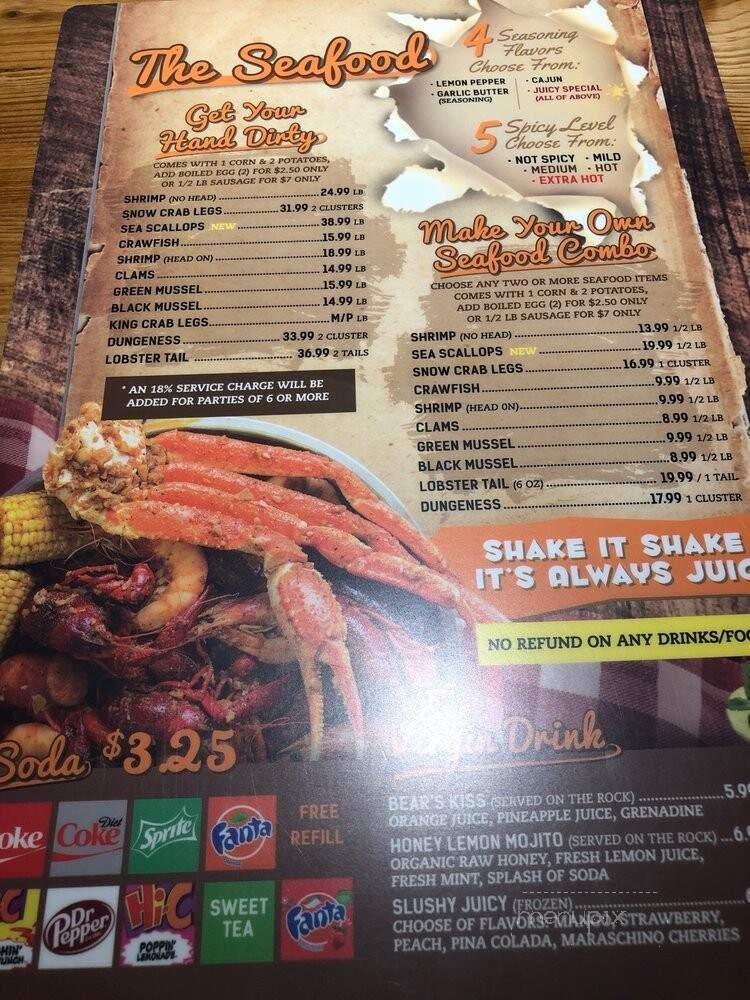 The Seafood
Get Your
Hand Dirty
COMES WITH 1 CORN & 2 POTATOES,
ADD BOILED EGG (2) FOR $2.50 ONLY
OR 1/2 LB SAUSAGE FOR $7 ONLY
SHRIMP (NO HEAD) 24.99 LB
SNOW CRAB LEGS 31.99 2 CLUSTERS
SEA SCALLOPS NEW 38.99 LB
CRAWFISH 15.99 LB
SHRIMP (HEAD ON) 18.99 LB
CLAMS 14.99 LB
GREEN MUSSEL 15.99 LB
BLACK MUSSEL 14.99 LB
KING CRAB LEGS M/P LB
DUNGENESS 33.99 2 CLUSTER
LOBSTER TAIL 36.99 2 TAILS
* AN 18% SERVICE CHARGE WILL BE
ADDED FOR PARTIES OF 6 OR MORE
4 Seasoning
Flavors
Choose From:
· LEMON PEPPER
· GARLIC BUTTER
(SEASONING)
· CAJUN
· JUICY SPECIAL
(ALL OF ABOVE)
5 Spicy Level
Choose From:
· NOT SPICY · MILD
· MEDIUM · HOT
· EXTRA HOT
Make Your Own
Seafood Combo
CHOOSE ANY TWO OR MORE SEAFOOD ITEMS
COMES WITH 1 CORN & 2 POTATOES,
ADD BOILED EGG (2) FOR $2.50 ONLY
OR 1/2 LB SAUSAGE FOR $7 ONLY
SHRIMP (NO HEAD) 13.99 1/2 LB
SEA SCALLOPS NEW 19.99 1/2 LB
SNOW CRAB LEGS 16.99 1 CLUSTER
CRAWFISH 9.99 1/2 LB
SHRIMP (HEAD ON) 9.99 1/2 LB
CLAMS 8.99 1/2 LB
GREEN MUSSEL 9.99 1/2 LB
BLACK MUSSEL 8.99 1/2 LB
LOBSTER TAIL (6 OZ) 19.99 / 1 TAIL
DUNGENESS 17.99 1 CLUSTER
SHAKE IT SHAKE
IT'S ALWAYS JUIC
NO REFUND ON ANY DRINKS/FOO
Soda $3.25
oke Diet Coke Sprite Fanta
FREE
REFILL
Dr Pepper
Hi-C
POPPIN'
LEMONADE
SWEET
TEA
Fanta
Virgin Drink
BEAR'S KISS (SERVED ON THE ROCK) 5.99
ORANGE JUICE, PINEAPPLE JUICE, GRENADINE
HONEY LEMON MOJITO (SERVED ON THE ROCK) ...6.
ORGANIC RAW HONEY, FRESH LEMON JUICE,
FRESH MINT, SPLASH OF SODA
SLUSHY JUICY (FROZEN)
CHOOSE OF FLAVORS: MANGO, STRAWBERRY,
PEACH, PINA COLADA, MARASCHINO CHERRIES
menupix